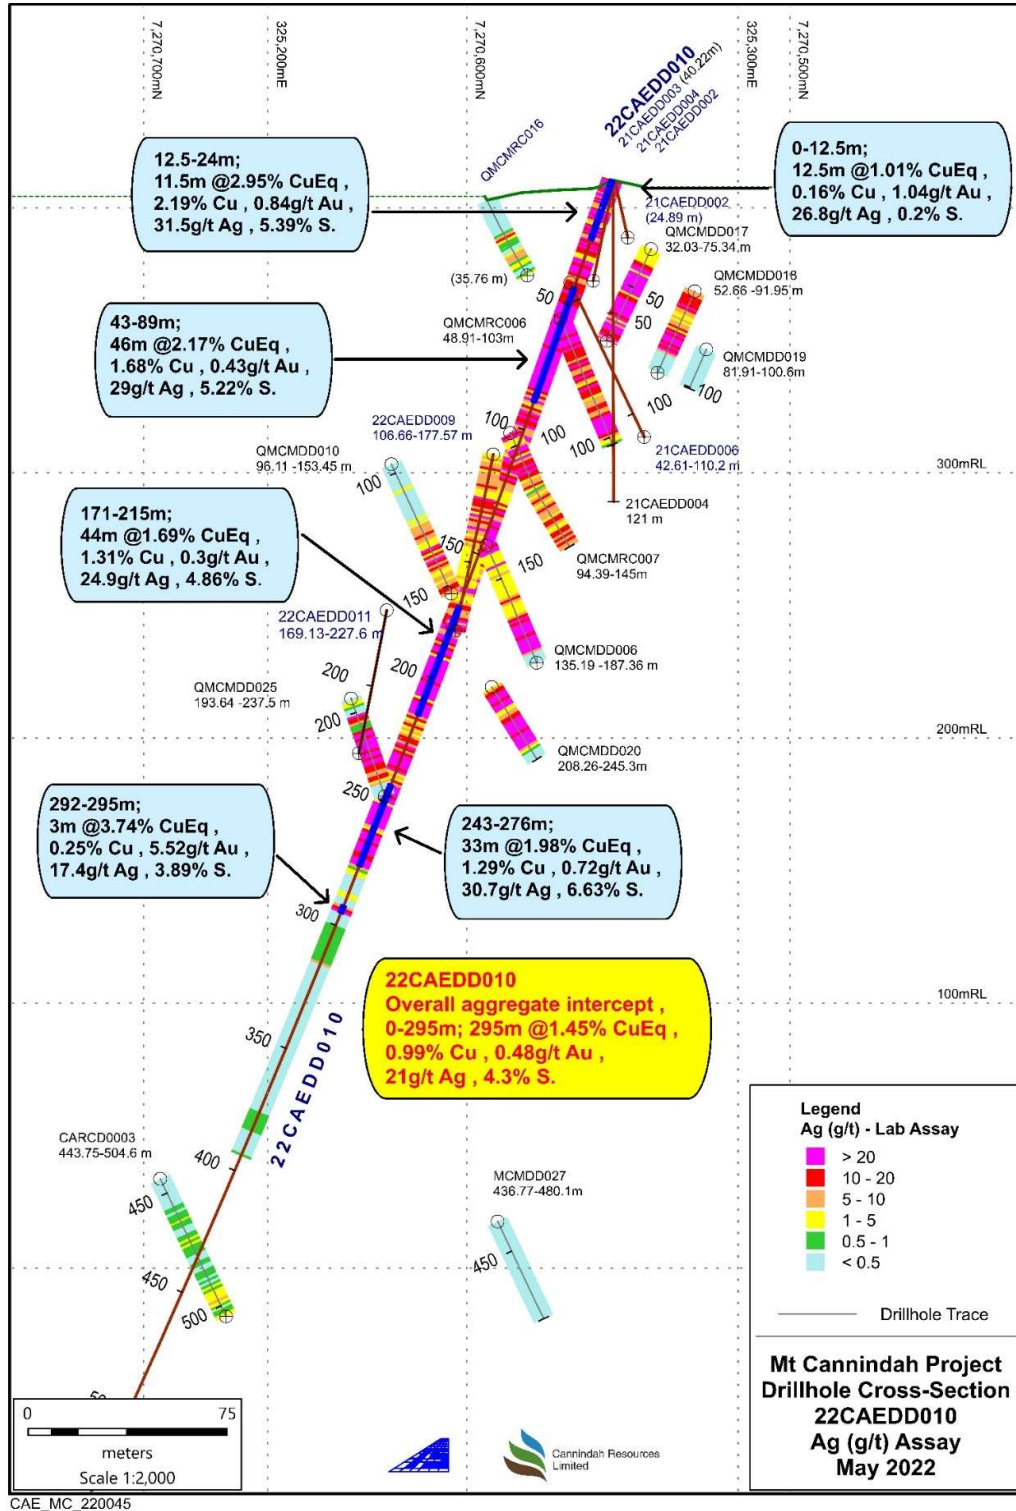 7,270,700mN
325,200mE
7,270,600mN
325,300mE
7,270,500mN
QMCMRC016
22CAEDD010 (40.22m)
21CAEDD003
21CAEDD004
21CAEDD002
12.5-24m;
11.5m @2.95% CuEq ,
2.19% Cu , 0.84g/t Au ,
31.5g/t Ag , 5.39% S.
0-12.5m;
12.5m @1.01% CuEq ,
0.16% Cu , 1.04g/t Au ,
26.8g/t Ag , 0.2% S.
21CAEDD002
(24.89 m)
QMCMDD017
32.03-75.34 m
(35.76 m)
QMCMDD018
52.66 -91.95 m
50
50
50
43-89m;
46m @2.17% CuEq ,
1.68% Cu , 0.43g/t Au ,
29g/t Ag , 5.22% S.
QMCMRC006
48.91-103m
QMCMDD019
81.91-100.6m
100
100
100
100
100
22CAEDD009
106.66-177.57 m
QMCMDD010
96.11 -153.45 m
100
21CAEDD006
42.61-110.2 m
300mRL
21CAEDD004
121 m
171-215m;
44m @1.69% CuEq ,
1.31% Cu , 0.3g/t Au ,
24.9g/t Ag , 4.86% S.
150
150
150
QMCMRC007
94.39-145m
22CAEDD011
169.13-227.6 m
QMCMDD006
135.19 -187.36 m
200
200
200
QMCMDD025
193.64 -237.5 m
200mRL
QMCMDD020
208.26-245.3m
250
292-295m;
3m @3.74% CuEq ,
0.25% Cu , 5.52g/t Au ,
17.4g/t Ag , 3.89% S.
243-276m;
33m @1.98% CuEq ,
1.29% Cu , 0.72g/t Au ,
30.7g/t Ag , 6.63% S.
300
22CAEDD010
Overall aggregate intercept ,
0-295m; 295m @1.45% CuEq ,
0.99% Cu , 0.48g/t Au ,
21g/t Ag , 4.3% S.
100mRL
350
22CAEDD010
CARCD0003
443.75-504.6 m
400
450
450
500
MCMDD027
436.77-480.1m
450
Legend
Ag (g/t) - Lab Assay
> 20
10 - 20
5 - 10
1 - 5
0.5 - 1
< 0.5
Drillhole Trace
Mt Cannindah Project
Drillhole Cross-Section
22CAEDD010
Ag (g/t) Assay
May 2022
0 75
meters
Scale 1:2,000
Cannindah Resources
Limited
CAE_MC_220045